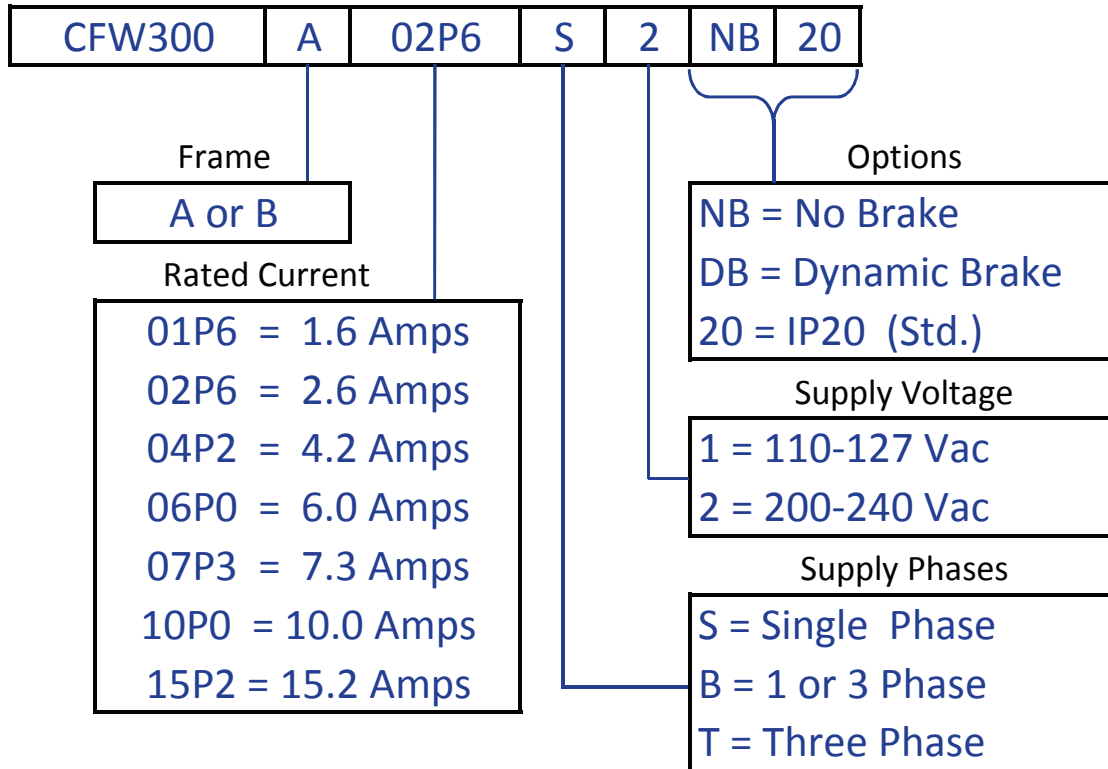 CFW300 A 02P6 S 2 NB 20
Frame
A or B
Rated Current
01P6 = 1.6 Amps
02P6 = 2.6 Amps
04P2 = 4.2 Amps
06P0 = 6.0 Amps
07P3 = 7.3 Amps
10P0 = 10.0 Amps
15P2 = 15.2 Amps
Options
NB = No Brake
DB = Dynamic Brake
20 = IP20 (Std.)
Supply Voltage
1 = 110-127 Vac
2 = 200-240 Vac
Supply Phases
S = Single Phase
B = 1 or 3 Phase
T = Three Phase